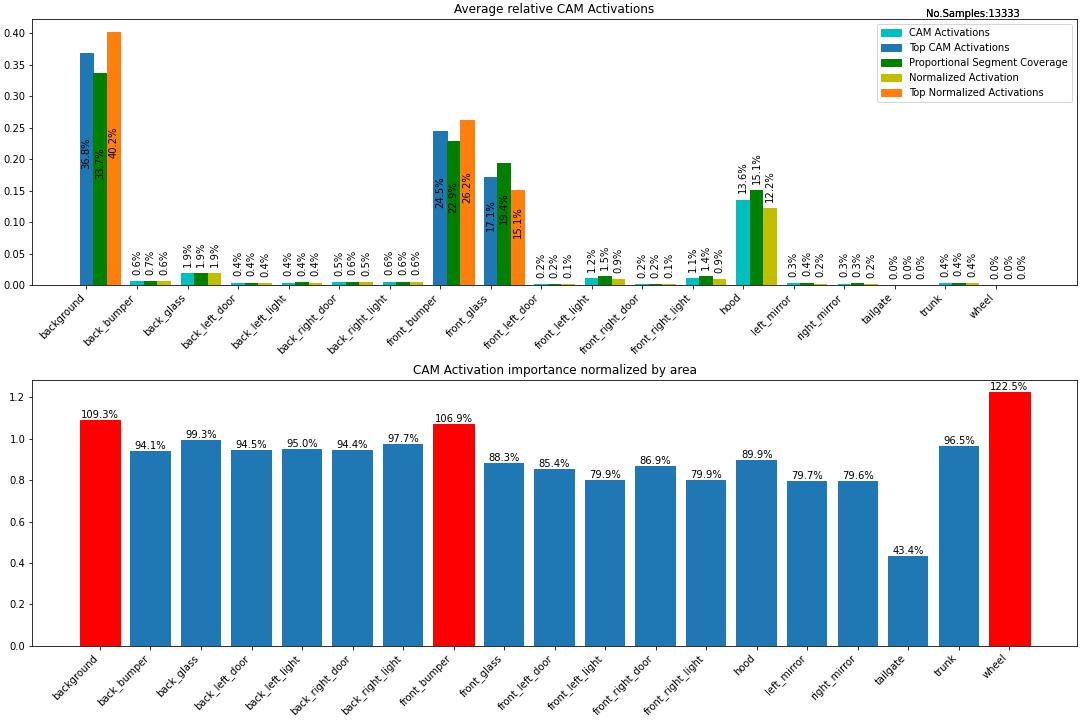 Average relative CAM Activations
No.Samples:13333
CAM Activations
Top CAM Activations
Proportional Segment Coverage
Normalized Activation
Top Normalized Activations
0.40
0.35
0.30
0.25
0.20
0.15
0.10
0.05
0.00
36.8% 33.7% 40.2%
0.6% 0.7% 0.6%
1.9% 1.9% 1.9%
0.4% 0.4% 0.4%
0.4% 0.4% 0.4%
0.5% 0.6% 0.5%
0.6% 0.6% 0.6%
24.5% 22.9% 26.2%
17.1% 19.4% 15.1%
0.2% 0.2% 0.1%
1.2% 1.5% 0.9%
0.2% 0.2% 0.1%
1.1% 1.4% 0.9%
13.6% 15.1% 12.2%
0.3% 0.4% 0.2%
0.3% 0.3% 0.2%
0.0% 0.0% 0.0%
0.4% 0.4% 0.4%
0.0% 0.0% 0.0%
background
back_bumper
back_glass
back_left_door
back_left_light
back_right_door
back_right_light
front_bumper
front_glass
front_left_door
front_left_light
front_right_door
front_right_light
hood
left_mirror
right_mirror
tailgate
trunk
wheel
CAM Activation importance normalized by area
1.2
1.0
0.8
0.6
0.4
0.2
0.0
109.3%
94.1%
99.3%
94.5%
95.0%
94.4%
97.7%
106.9%
88.3%
85.4%
79.9%
86.9%
79.9%
89.9%
79.7%
79.6%
43.4%
96.5%
122.5%
background
back_bumper
back_glass
back_left_door
back_left_light
back_right_door
back_right_light
front_bumper
front_glass
front_left_door
front_left_light
front_right_door
front_right_light
hood
left_mirror
right_mirror
tailgate
trunk
wheel